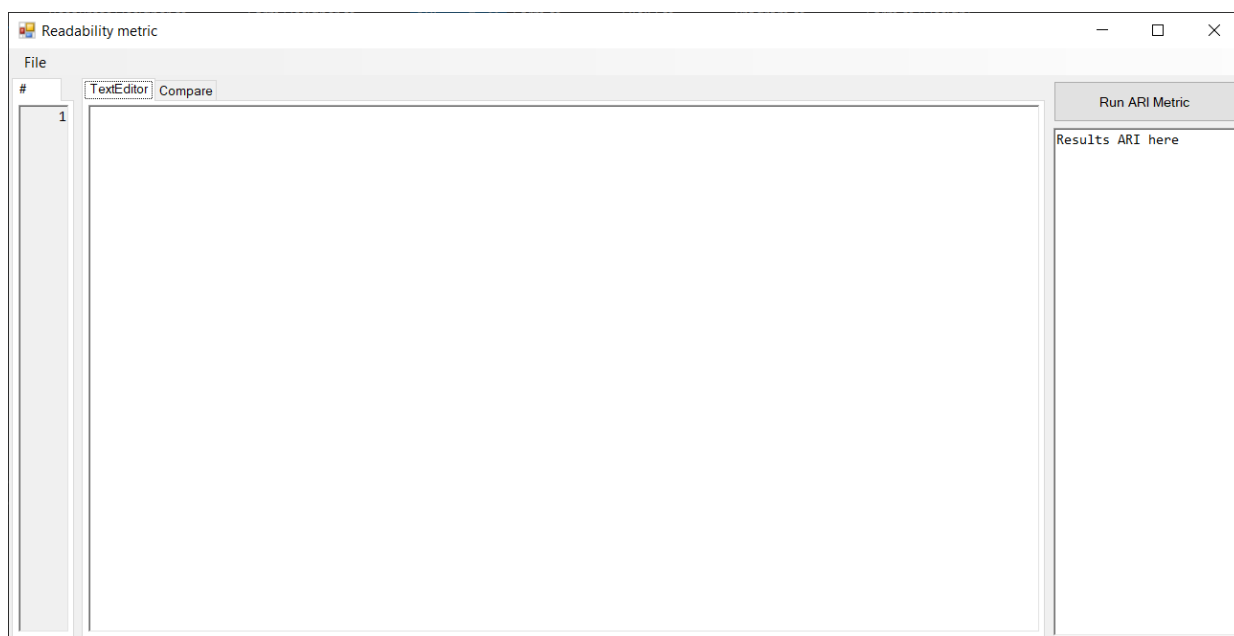 Readability metric
File
#
TextEditor Compare
Run ARI Metric
1
Results ARI here